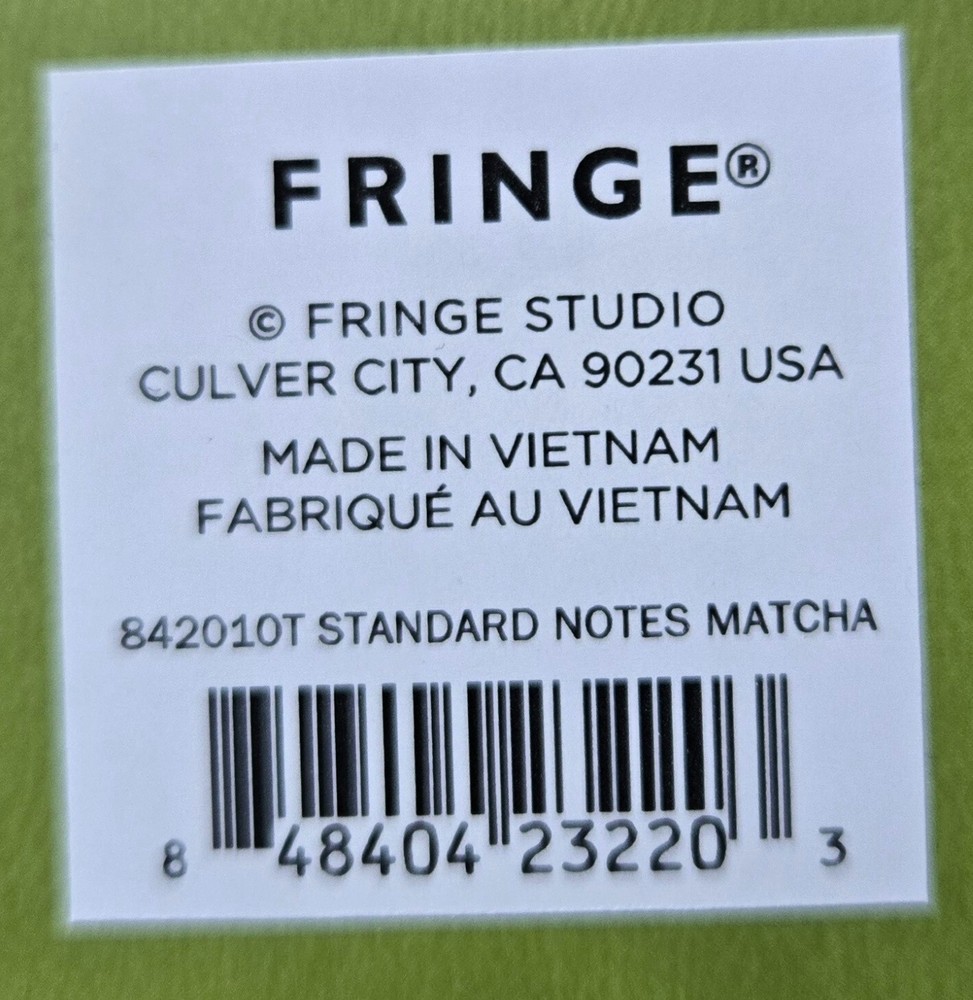 FRINGE®
© FRINGE STUDIO
CULVER CITY, CA 90231 USA
MADE IN VIETNAM
FABRIQUÉ AU VIETNAM
842010T STANDARD NOTES MATCHA
8 48404 23220 3